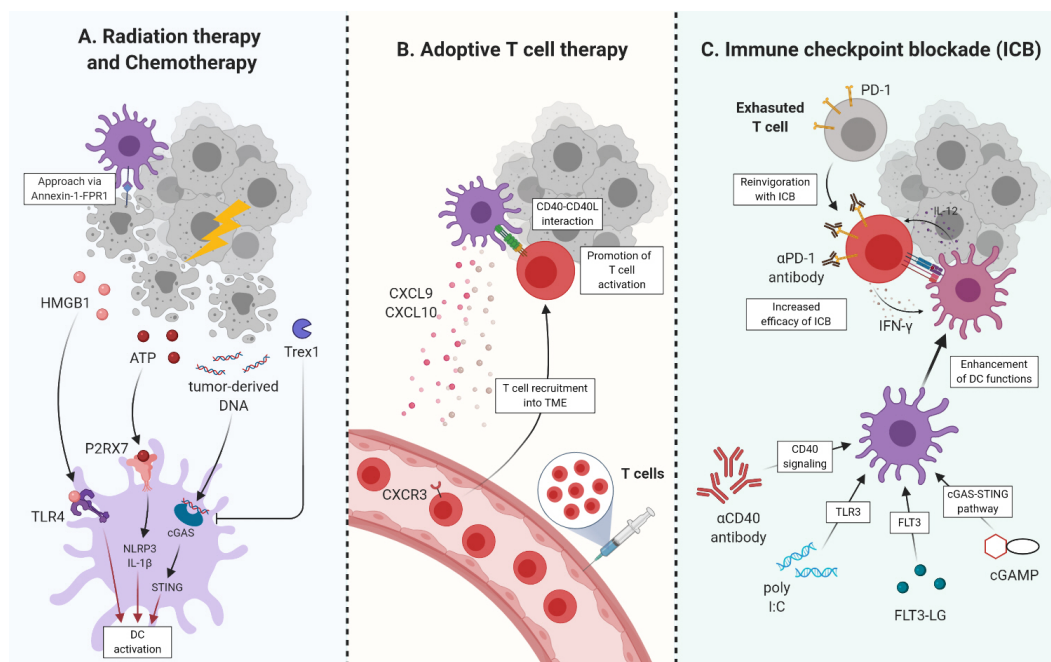 A. Radiation therapy
and Chemotherapy
Approach via
Annexin-1-FPR1
HMGB1
ATP
Trex1
tumor-derived
DNA
P2RX7
TLR4
cGAS
NLRP3
IL-1β
STING
DC
activation
B. Adoptive T cell therapy
CD40-CD40L
interaction
Promotion of
T cell
activation
CXCL9
CXCL10
T cell recruitment
into TME
T cells
CXCR3
C. Immune checkpoint blockade (ICB)
PD-1
Exhasuted
T cell
Reinvigoration
with ICB
IL-12
αPD-1
antibody
Increased
efficacy of ICB
IFN-γ
Enhancement
of DC functions
CD40
signaling
αCD40
antibody
TLR3
poly
I:C
FLT3
FLT3-LG
cGAS-STING
pathway
cGAMP